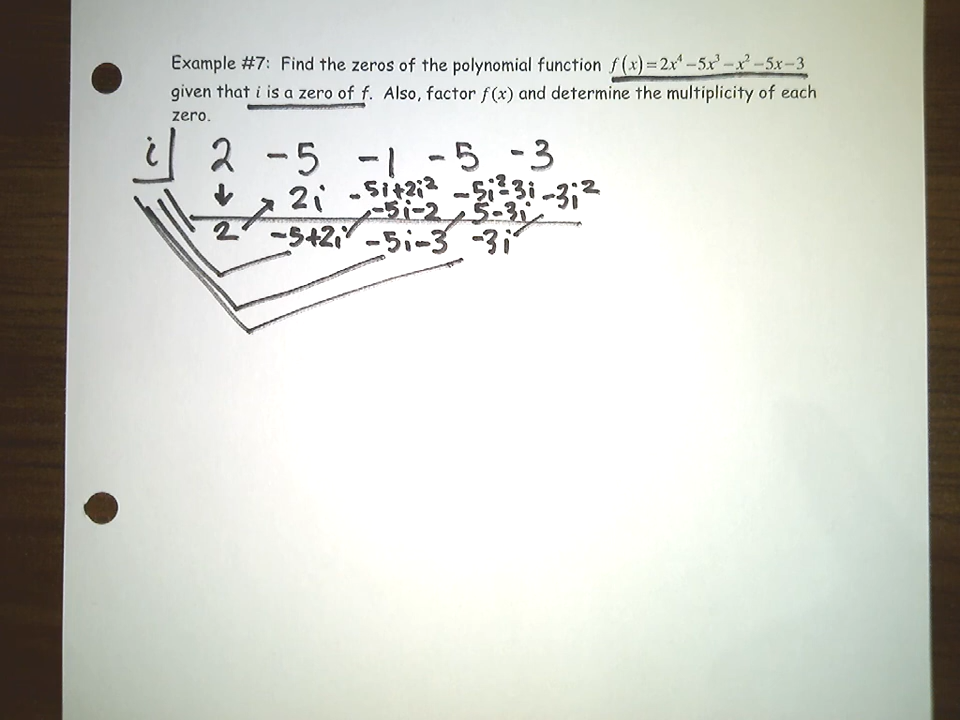 Example #7: Find the zeros of the polynomial function f(x)=2x⁴-5x³-x²-5x-3
given that i is a zero of f. Also, factor f(x) and determine the multiplicity of each
zero.
i 2 -5 -1 -5 -3
2i -5i+2i² -5i²-3i -3i²
-5i-2 5-3i
2 -5+2i -5i-3 -3i